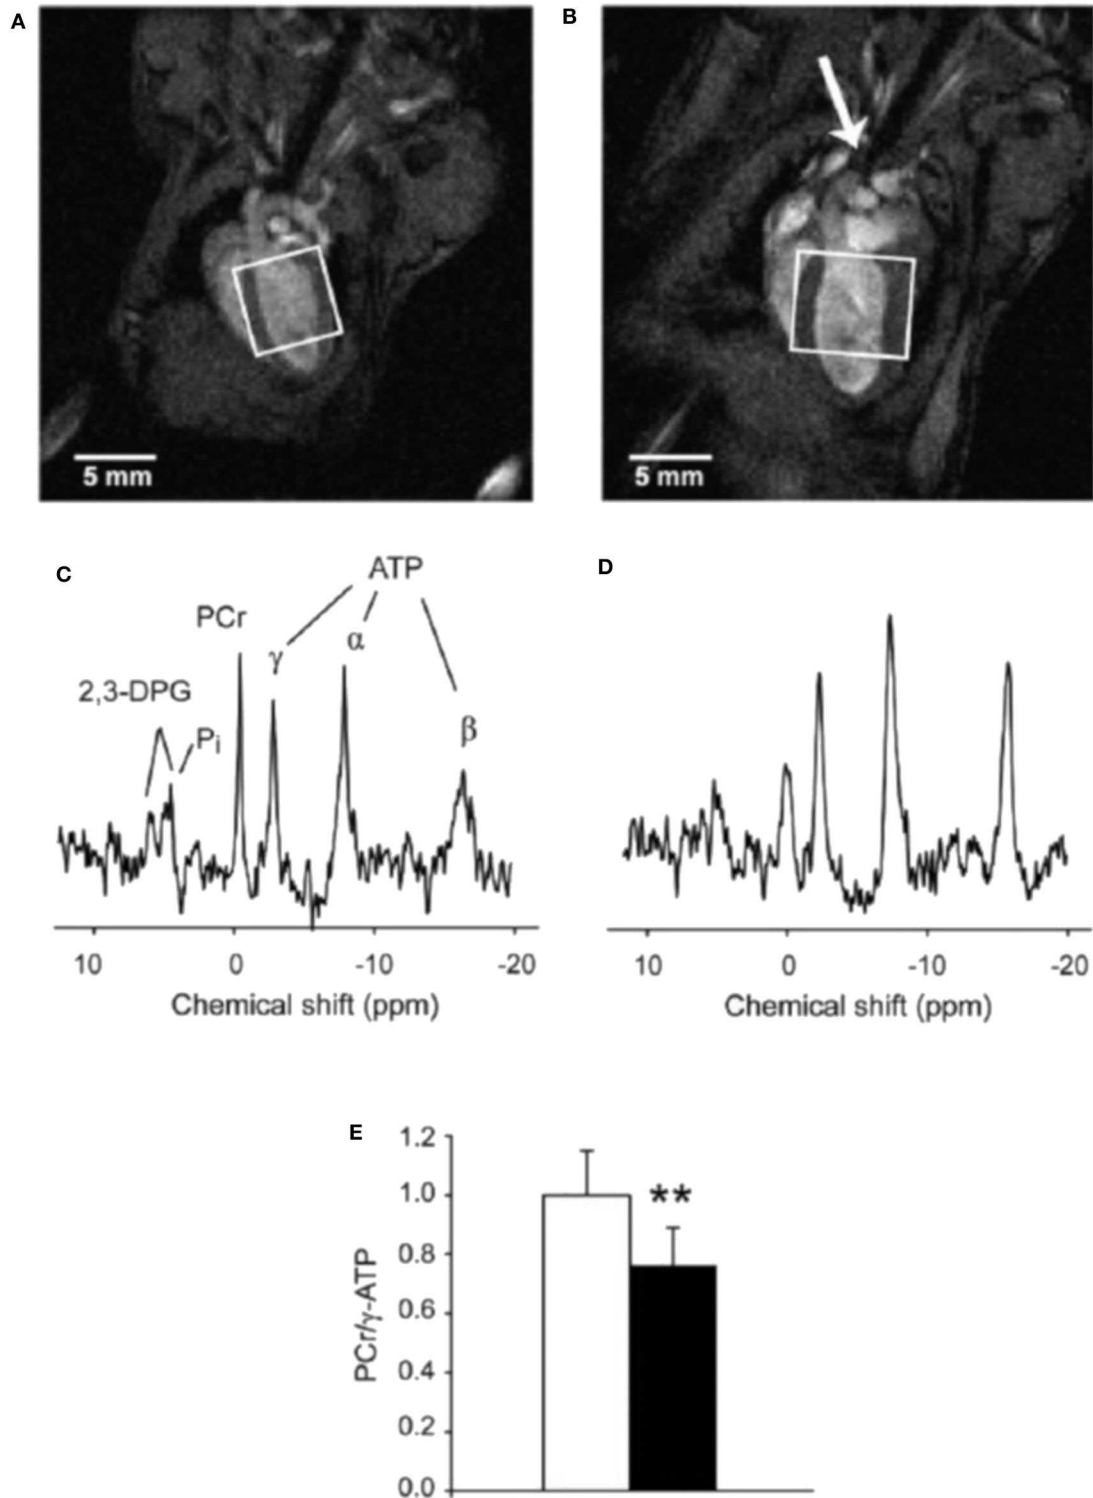 A
B
5 mm
5 mm
C
D
ATP
PCr
γ
α
2,3-DPG
Pi
β
10 0 -10 -20
Chemical shift (ppm)
10 0 -10 -20
Chemical shift (ppm)
E
1.2
1.0
**
0.8
0.6
0.4
0.2
0.0
PCr/γ-ATP